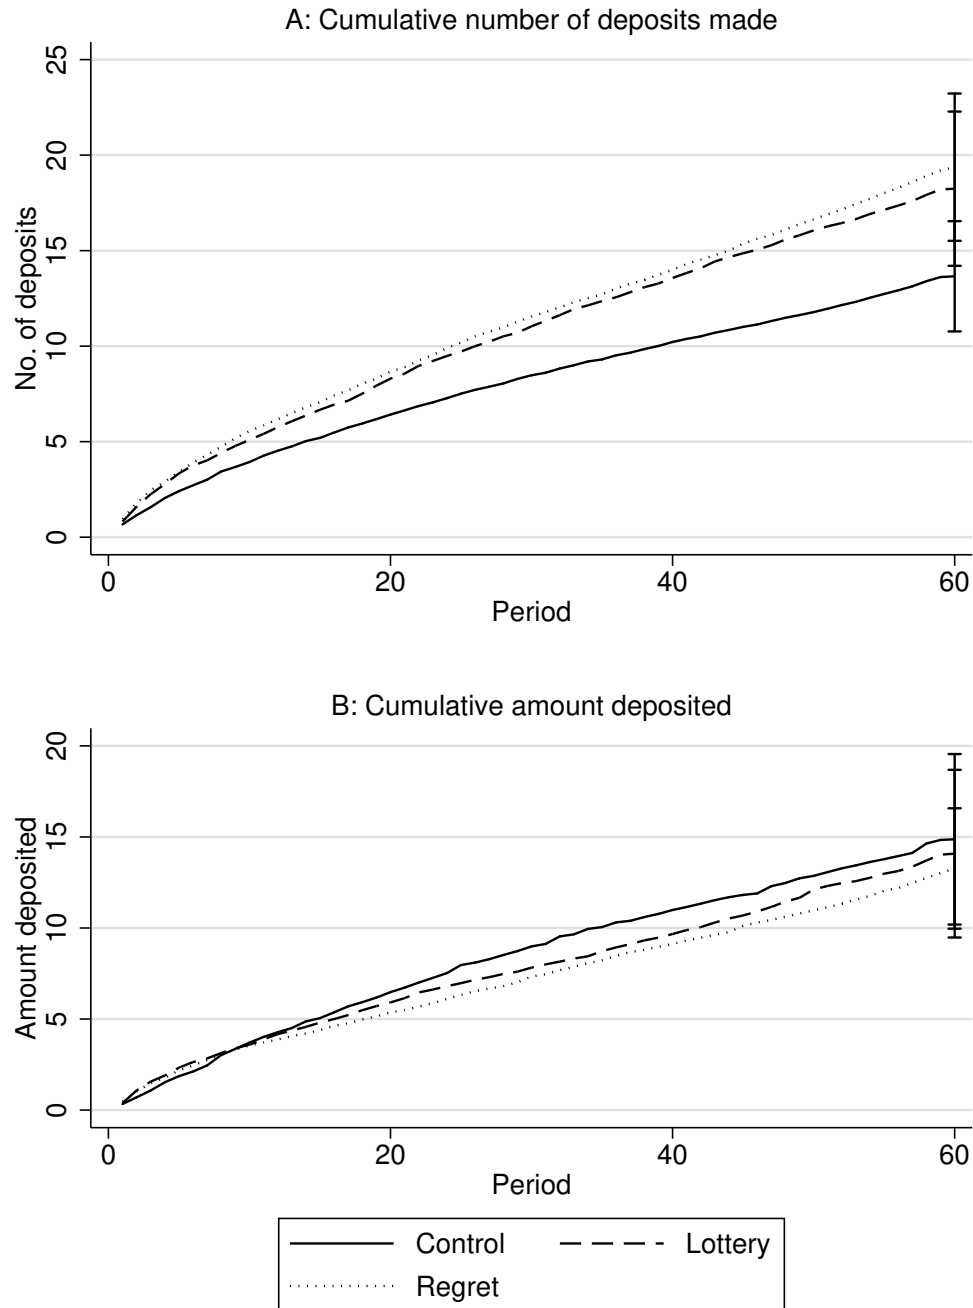 A: Cumulative number of deposits made
25
20
15
10
5
0
No. of deposits
0 20 40 60
Period
B: Cumulative amount deposited
20
15
10
5
0
Amount deposited
0 20 40 60
Period
Control Lottery
Regret